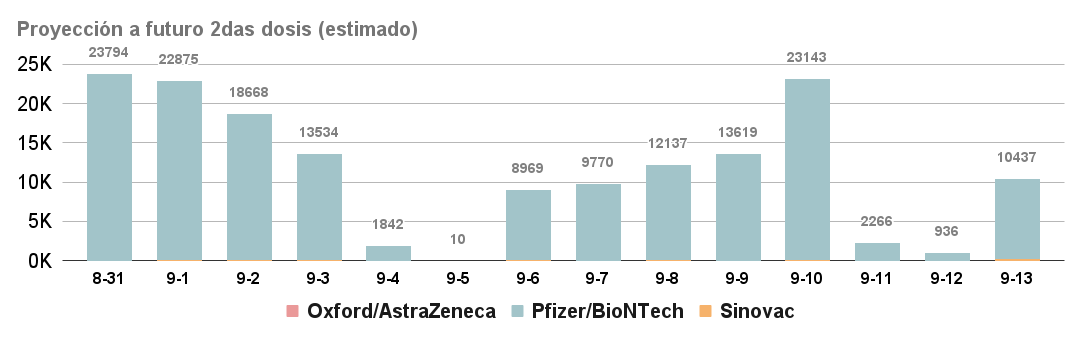 Proyección a futuro 2das dosis (estimado)
23794
22875
18668
13534
1842
10
8969
9770
12137
13619
23143
2266
936
10437
25K
20K
15K
10K
5K
0K
8-31 9-1 9-2 9-3 9-4 9-5 9-6 9-7 9-8 9-9 9-10 9-11 9-12 9-13
Oxford/AstraZeneca Pfizer/BioNTech Sinovac